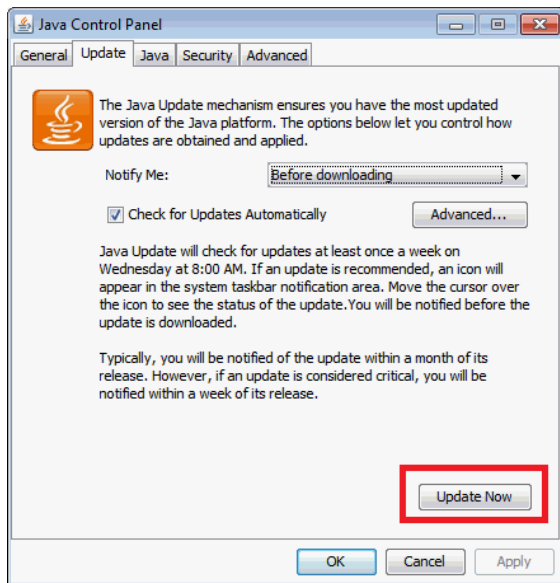 Java Control Panel
General Update Java Security Advanced
The Java Update mechanism ensures you have the most updated
version of the Java platform. The options below let you control how
updates are obtained and applied.
Notify Me: Before downloading
Check for Updates Automatically Advanced...
Java Update will check for updates at least once a week on
Wednesday at 8:00 AM. If an update is recommended, an icon will
appear in the system taskbar notification area. Move the cursor over
the icon to see the status of the update.You will be notified before the
update is downloaded.
Typically, you will be notified of the update within a month of its
release. However, if an update is considered critical, you will be
notified within a week of its release.
Update Now
OK Cancel Apply